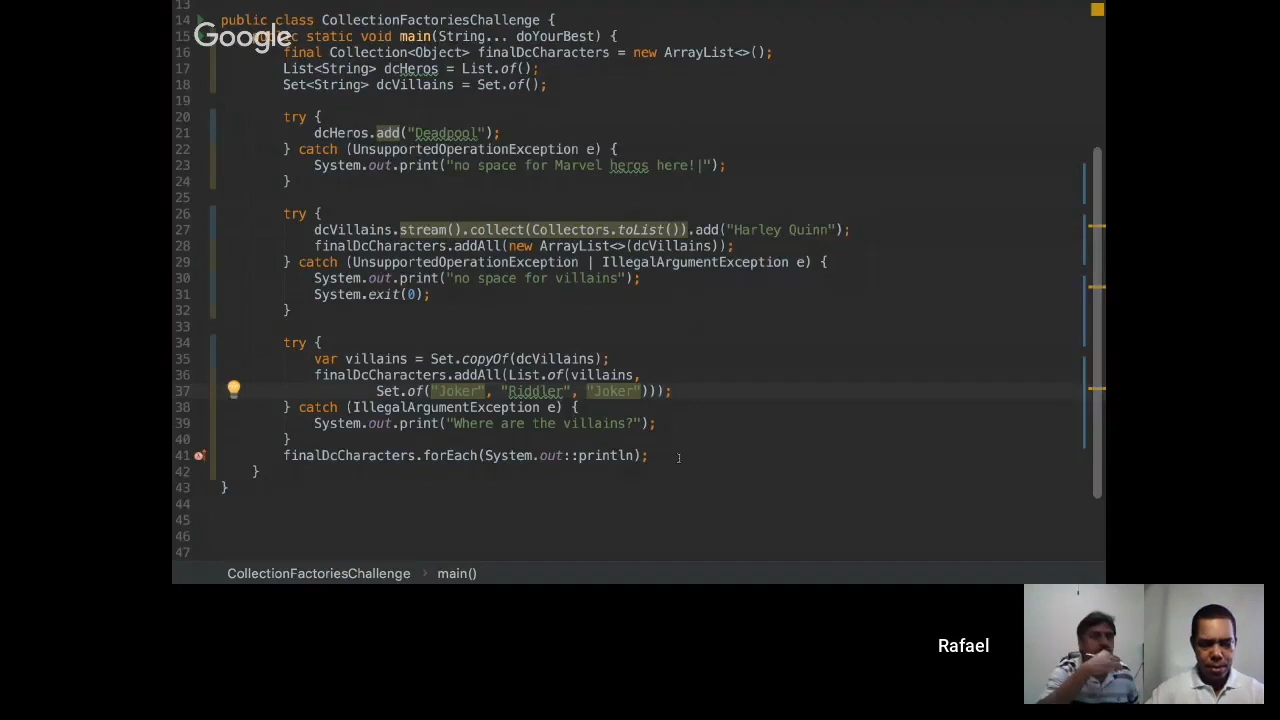 13
14 public class CollectionFactoriesChallenge {
Google
15 public static void main(String... doYourBest) {
16 final Collection<Object> finalDcCharacters = new ArrayList<>();
17 List<String> dcHeros = List.of();
18 Set<String> dcVillains = Set.of();
19
20 try {
21 dcHeros.add("Deadpool");
22 } catch (UnsupportedOperationException e) {
23 System.out.print("no space for Marvel heros here!|");
24 }
25
26 try {
27 dcVillains.stream().collect(Collectors.toList()).add("Harley Quinn");
28 finalDcCharacters.addAll(new ArrayList<>(dcVillains));
29 } catch (UnsupportedOperationException | IllegalArgumentException e) {
30 System.out.print("no space for villains");
31 System.exit(0);
32 }
33
34 try {
35 var villains = Set.copyOf(dcVillains);
36 finalDcCharacters.addAll(List.of(villains,
37 Set.of("Joker", "Riddler", "Joker")));
38 } catch (IllegalArgumentException e) {
39 System.out.print("Where are the villains?");
40 }
41 finalDcCharacters.forEach(System.out::println);
42 }
43 }
44
45
46
47
CollectionFactoriesChallenge › main()
Rafael